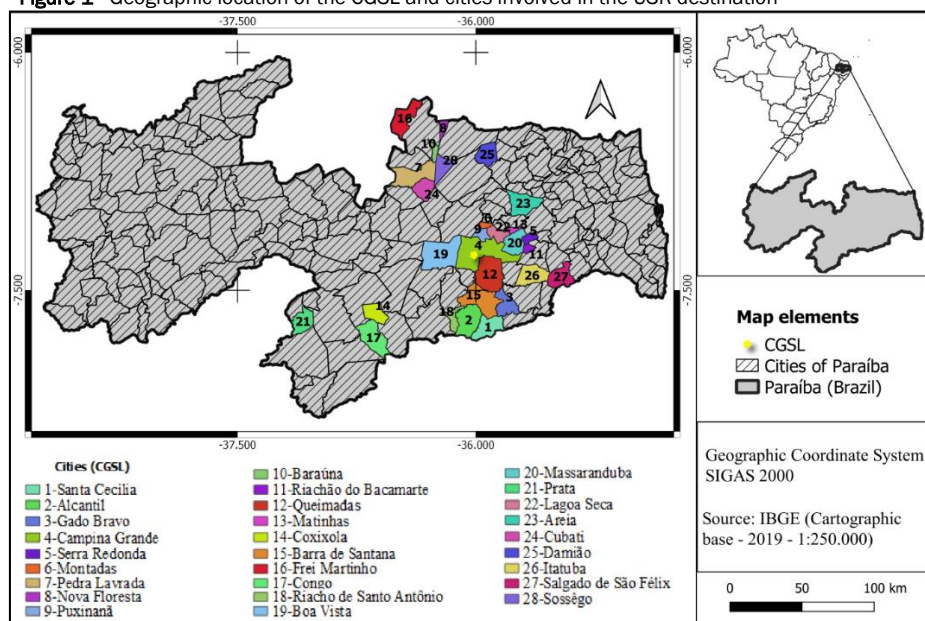 Figure 1 - Geographic location of the CGSL and cities involved in the USR destination
-37.500
-36.000
-6.000
-6.000
16
8
10
28
25
7
24
23
6
9
22
13
5
4
20
11
19
12
26
27
15
3
14
18
2
1
21
17
-7.500
-7.500
-37.500
-36.000
Map elements
CGSL
Cities of Paraíba
Paraíba (Brazil)
Geographic Coordinate System
SIGAS 2000
Source: IBGE (Cartographic
base - 2019 - 1:250.000)
0 50 100 km
Cities (CGSL)
1-Santa Cecilia
2-Alcantil
3-Gado Bravo
4-Campina Grande
5-Serra Redonda
6-Montadas
7-Pedra Lavrada
8-Nova Floresta
9-Puxinanã
10-Baraúna
11-Riachão do Bacamarte
12-Queimadas
13-Matinhas
14-Coxixola
15-Barra de Santana
16-Frei Martinho
17-Congo
18-Riacho de Santo Antônio
19-Boa Vista
20-Massaranduba
21-Prata
22-Lagoa Seca
23-Areia
24-Cubati
25-Damião
26-Itatuba
27-Salgado de São Félix
28-Sossêgo